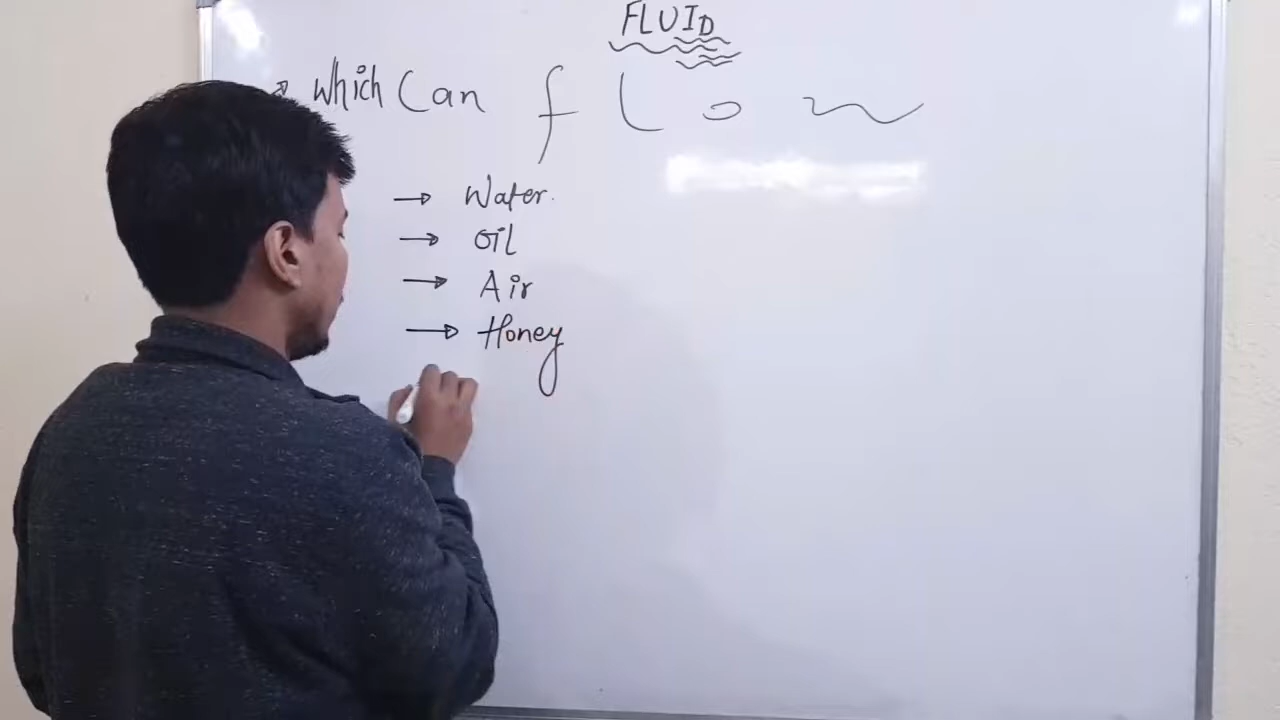 FLUID
→ Which Can flow
→ Water.
→ Oil
→ Air
→ Honey